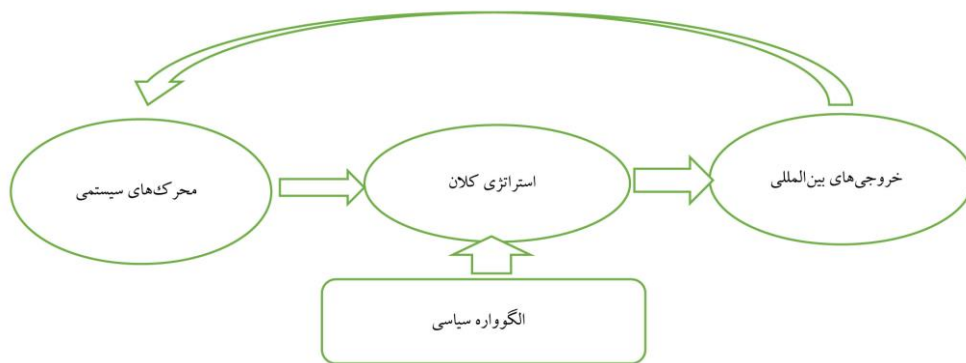 محرک‌های سیستمی
استراتژی کلان
خروجی‌های بین‌المللی
الگوواره سیاسی